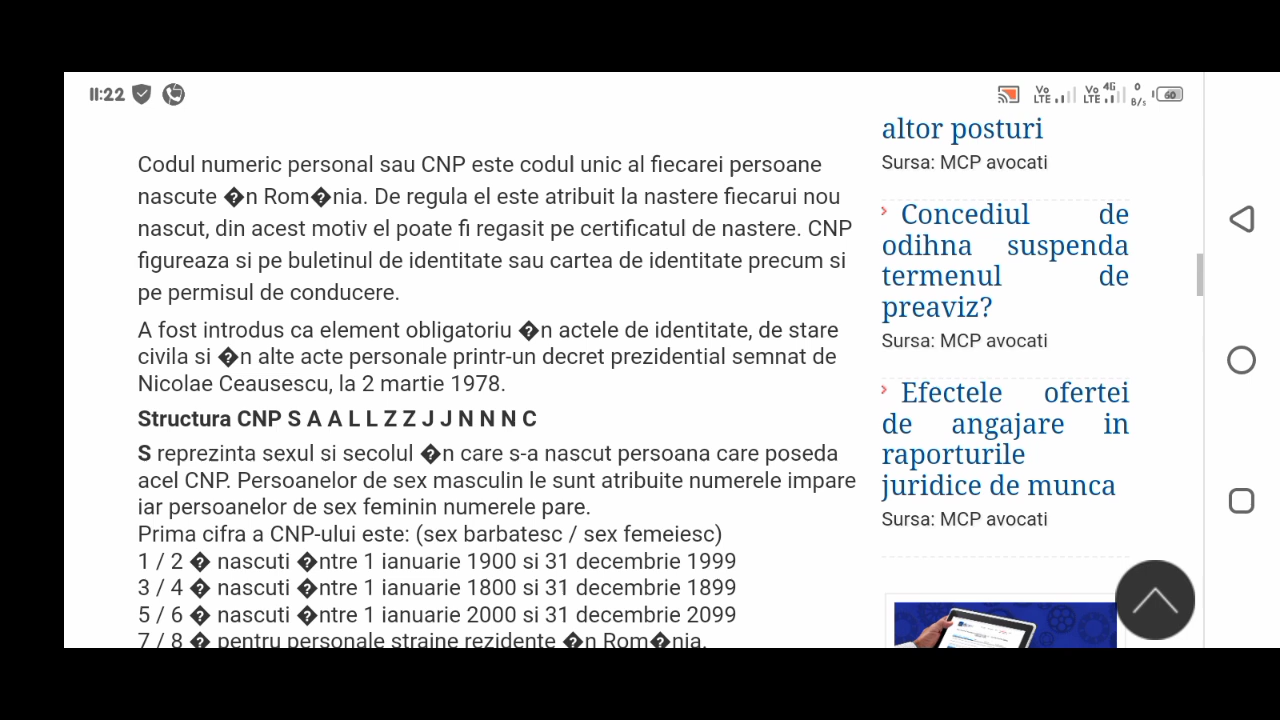 11:22
Vo LTE Vo LTE 4G 0 B/s 60
Codul numeric personal sau CNP este codul unic al fiecarei persoane
nascute �n Rom�nia. De regula el este atribuit la nastere fiecarui nou
nascut, din acest motiv el poate fi regasit pe certificatul de nastere. CNP
figureaza si pe buletinul de identitate sau cartea de identitate precum si
pe permisul de conducere.
A fost introdus ca element obligatoriu �n actele de identitate, de stare
civila si �n alte acte personale printr-un decret prezidential semnat de
Nicolae Ceausescu, la 2 martie 1978.
Structura CNP S A A L L Z Z J J N N N C
S reprezinta sexul si secolul �n care s-a nascut persoana care poseda
acel CNP. Persoanelor de sex masculin le sunt atribuite numerele impare
iar persoanelor de sex feminin numerele pare.
Prima cifra a CNP-ului este: (sex barbatesc / sex femeiesc)
1 / 2 � nascuti �ntre 1 ianuarie 1900 si 31 decembrie 1999
3 / 4 � nascuti �ntre 1 ianuarie 1800 si 31 decembrie 1899
5 / 6 � nascuti �ntre 1 ianuarie 2000 si 31 decembrie 2099
7 / 8 � pentru personale straine rezidente �n Rom�nia.
altor posturi
Sursa: MCP avocati
Concediul de
odihna suspenda
termenul de
preaviz?
Sursa: MCP avocati
Efectele ofertei
de angajare in
raporturile
juridice de munca
Sursa: MCP avocati